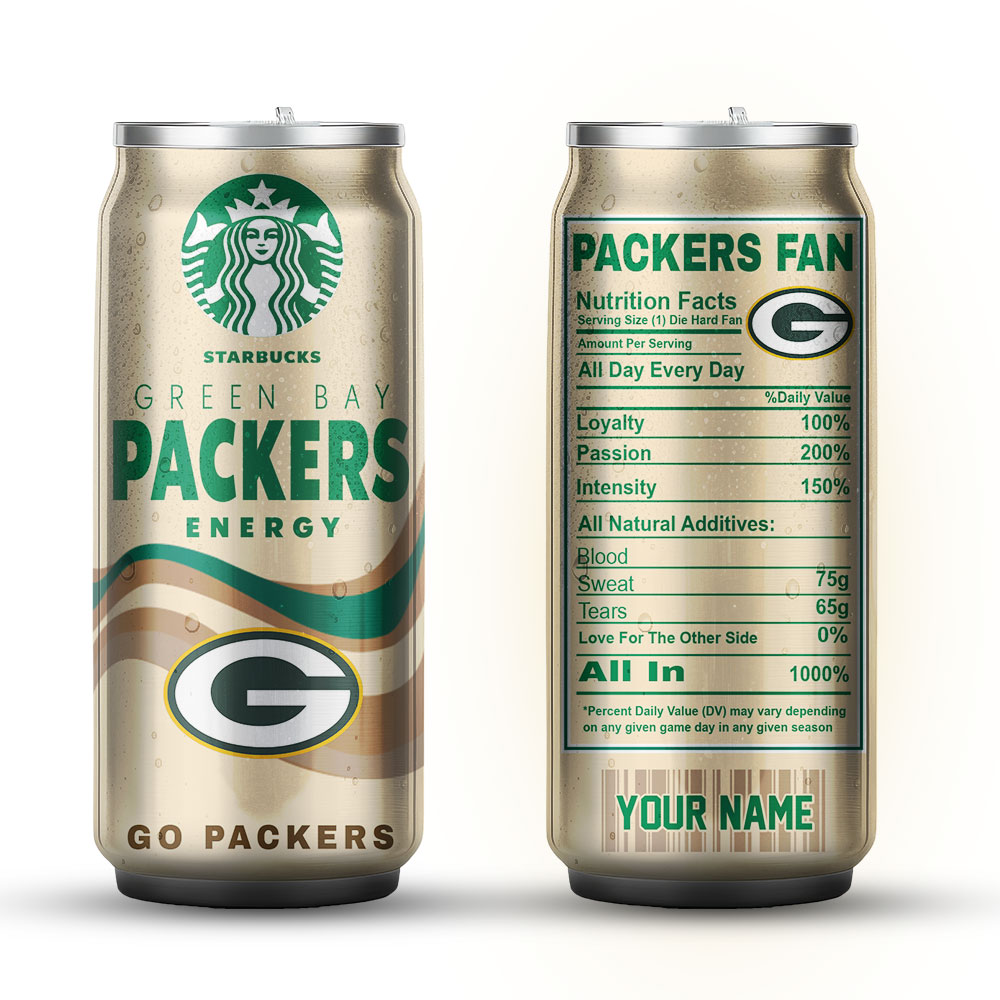 STARBUCKS
GREEN BAY
PACKERS
ENERGY
G
GO PACKERS
PACKERS FAN
Nutrition Facts
Serving Size (1) Die Hard Fan
G
Amount Per Serving
All Day Every Day
%Daily Value
Loyalty 100%
Passion 200%
Intensity 150%
All Natural Additives:
Blood
Sweat 75g
Tears 65g
Love For The Other Side 0%
All In 1000%
*Percent Daily Value (DV) may vary depending
on any given game day in any given season
YOUR NAME